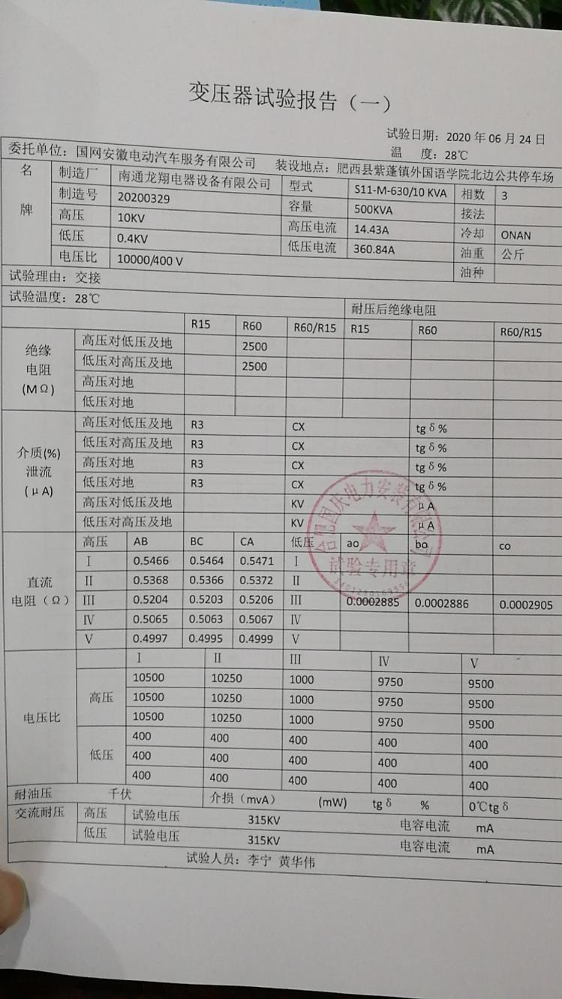 变压器试验报告（一）
试验日期：2020 年 06 月 24 日
温 度：28℃
委托单位：国网安徽电动汽车服务有限公司 装设地点：肥西县紫蓬镇外国语学院北边公共停车场
名牌 制造厂 南通龙翔电器设备有限公司 型式 S11-M-630/10 KVA 相数 3
制造号 20200329 容量 500KVA 接法
高压 10KV 高压电流 14.43A 冷却 ONAN
低压 0.4KV 低压电流 360.84A 油重 公斤
电压比 10000/400 V 油种
试验理由：交接
试验温度：28℃ 耐压后绝缘电阻
R15 R60 R60/R15 R15 R60 R60/R15
绝缘电阻(MΩ) 高压对低压及地 2500
低压对高压及地 2500
高压对地
低压对地
介质(%)泄流(μA) 高压对低压及地 R3 CX tgδ%
低压对高压及地 R3 CX tgδ%
高压对地 R3 CX tgδ%
低压对地 R3 CX tgδ%
高压对低压及地 KV μA
低压对高压及地 KV μA
直流电阻（Ω） 高压 AB BC CA 低压 ao bo co
Ⅰ 0.5466 0.5464 0.5471 Ⅰ
Ⅱ 0.5368 0.5366 0.5372 Ⅱ
Ⅲ 0.5204 0.5203 0.5206 Ⅲ 0.0002885 0.0002886 0.0002905
Ⅳ 0.5065 0.5063 0.5067 Ⅳ
Ⅴ 0.4997 0.4995 0.4999 Ⅴ
合肥国庆电力安装有限公司
试验专用章
电压比 Ⅰ Ⅱ Ⅲ Ⅳ Ⅴ
高压 10500 10250 1000 9750 9500
10500 10250 1000 9750 9500
10500 10250 1000 9750 9500
低压 400 400 400 400 400
400 400 400 400 400
400 400 400 400 400
耐油压 千伏 介损（mvA） (mW) tgδ % 0℃tgδ
交流耐压 高压 试验电压 315KV 电容电流 mA
低压 试验电压 315KV 电容电流 mA
试验人员：李宁 黄华伟